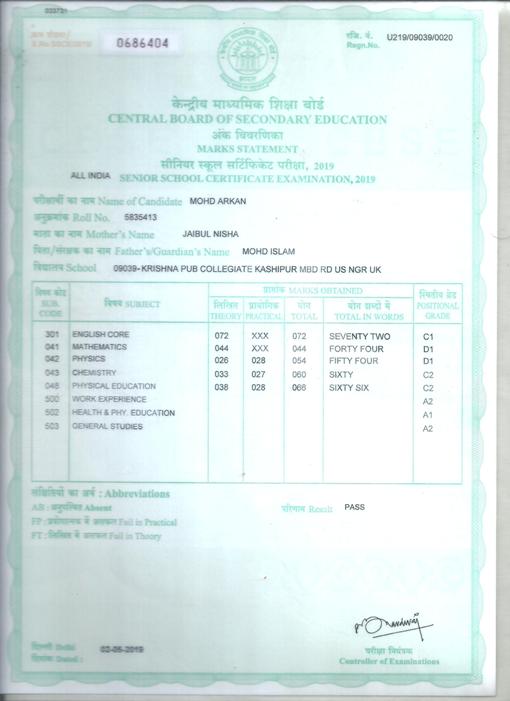 033721
क्रम संख्या/
S.No.SSCE/2019/ 0686404
रजि. सं. U219/09039/0020
Regn.No.
केन्द्रीय माध्यमिक शिक्षा बोर्ड
CENTRAL BOARD OF SECONDARY EDUCATION
अंक विवरणिका
MARKS STATEMENT
सीनियर स्कूल सर्टिफिकेट परीक्षा, 2019
ALL INDIA SENIOR SCHOOL CERTIFICATE EXAMINATION, 2019
परीक्षार्थी का नाम Name of Candidate MOHD ARKAN
अनुक्रमांक Roll No. 5835413
माता का नाम Mother's Name JAIBUL NISHA
पिता/संरक्षक का नाम Father's/Guardian's Name MOHD ISLAM
विद्यालय School 09039-KRISHNA PUB COLLEGIATE KASHIPUR MBD RD US NGR UK
विषय कोड SUB. CODE
विषय SUBJECT
प्राप्तांक MARKS OBTAINED
लिखित THEORY
प्रायोगिक PRACTICAL
योग TOTAL
योग शब्दों में TOTAL IN WORDS
स्थितीय ग्रेड POSITIONAL GRADE
301 ENGLISH CORE 072 XXX 072 SEVENTY TWO C1
041 MATHEMATICS 044 XXX 044 FORTY FOUR D1
042 PHYSICS 026 028 054 FIFTY FOUR D1
043 CHEMISTRY 033 027 060 SIXTY C2
048 PHYSICAL EDUCATION 038 028 066 SIXTY SIX C2
500 WORK EXPERIENCE A2
502 HEALTH & PHY. EDUCATION A1
503 GENERAL STUDIES A2
संक्षिप्तियों का अर्थ : Abbreviations
AB : अनुपस्थित Absent
परिणाम Result PASS
FP : प्रयोगात्मक में असफल Fail in Practical
FT : लिखित में असफल Fail in Theory
दिल्ली Delhi
दिनांक Dated : 02-05-2019
परीक्षा नियंत्रक
Controller of Examinations